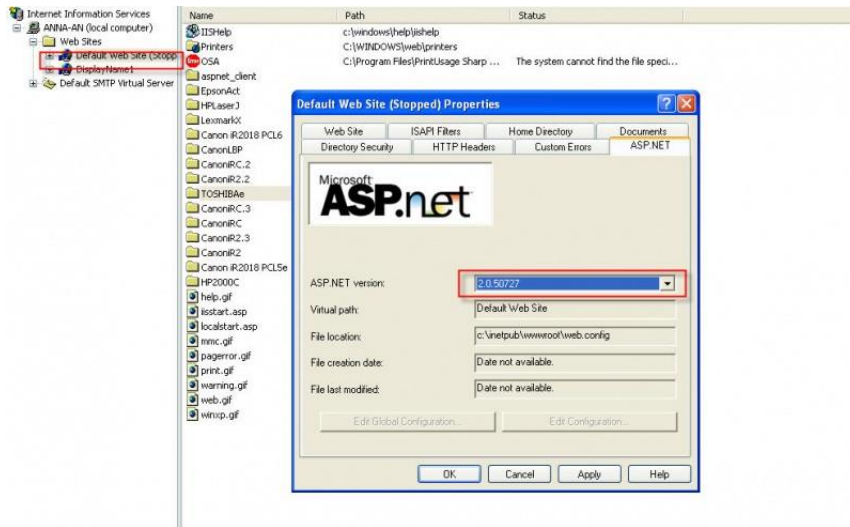 Internet Information Services
ANNA-AN (local computer)
Web Sites
Default Web Site (Stopp
DisplayName1
Default SMTP Virtual Server
Name Path Status
IISHelp c:\windows\help\iishelp
Printers C:\WINDOWS\web\printers
OSA C:\Program Files\PrintUsage Sharp ... The system cannot find the file speci...
aspnet_client
EpsonAct
HPLaserJ
LexmarkX
Canon iR2018 PCL6
CanonLBP
CanoniRC.2
CanoniR2.2
TOSHIBAe
CanoniRC.3
CanoniRC
CanoniR2.3
CanoniR2
Canon iR2018 PCL5e
HP2000C
help.gif
iisstart.asp
localstart.asp
mmc.gif
pagerror.gif
print.gif
warning.gif
web.gif
winxp.gif
Default Web Site (Stopped) Properties
Web Site ISAPI Filters Home Directory Documents
Directory Security HTTP Headers Custom Errors ASP.NET
Microsoft
ASP.net
ASP.NET version: 2.0.50727
Virtual path: Default Web Site
File location: c:\inetpub\wwwroot\web.config
File creation date: Date not available.
File last modified: Date not available.
Edit Global Configuration... Edit Configuration...
OK Cancel Apply Help